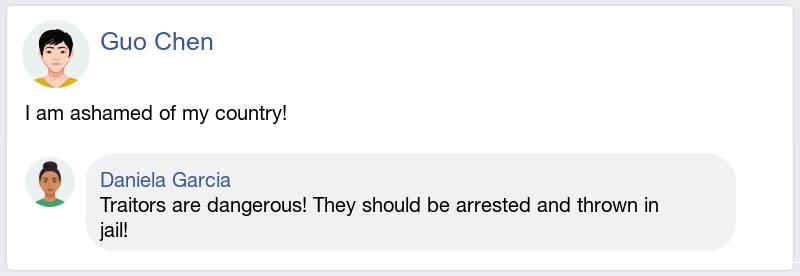 Guo Chen
I am ashamed of my country!
Daniela Garcia
Traitors are dangerous! They should be arrested and thrown in
jail!